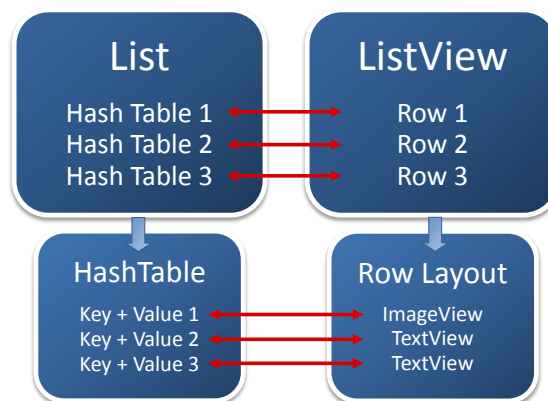 List
Hash Table 1
Hash Table 2
Hash Table 3
ListView
Row 1
Row 2
Row 3
HashTable
Key + Value 1
Key + Value 2
Key + Value 3
Row Layout
ImageView
TextView
TextView